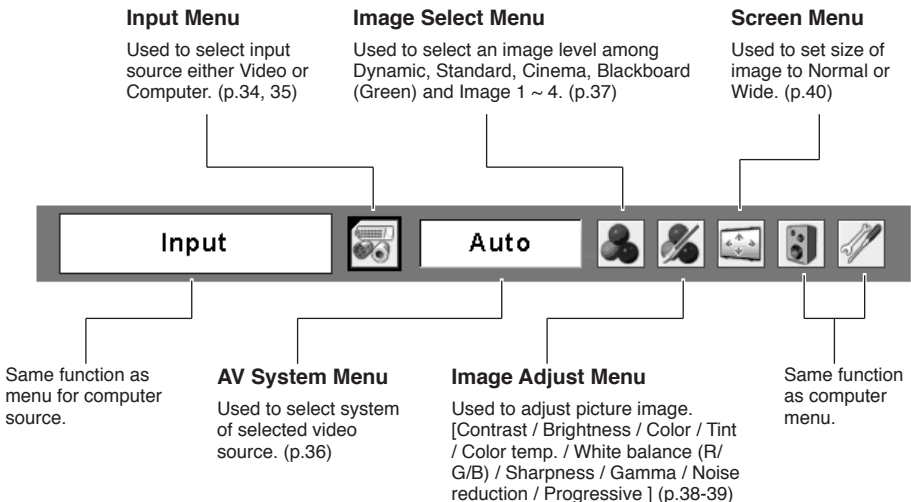 Input Menu
Used to select input
source either Video or
Computer. (p.34, 35)
Image Select Menu
Used to select an image level among
Dynamic, Standard, Cinema, Blackboard
(Green) and Image 1 ~ 4. (p.37)
Screen Menu
Used to set size of
image to Normal or
Wide. (p.40)
Input
Auto
Same function as
menu for computer
source.
AV System Menu
Used to select system
of selected video
source. (p.36)
Image Adjust Menu
Used to adjust picture image.
[Contrast / Brightness / Color / Tint
/ Color temp. / White balance (R/
G/B) / Sharpness / Gamma / Noise
reduction / Progressive ] (p.38-39)
Same function
as computer
menu.